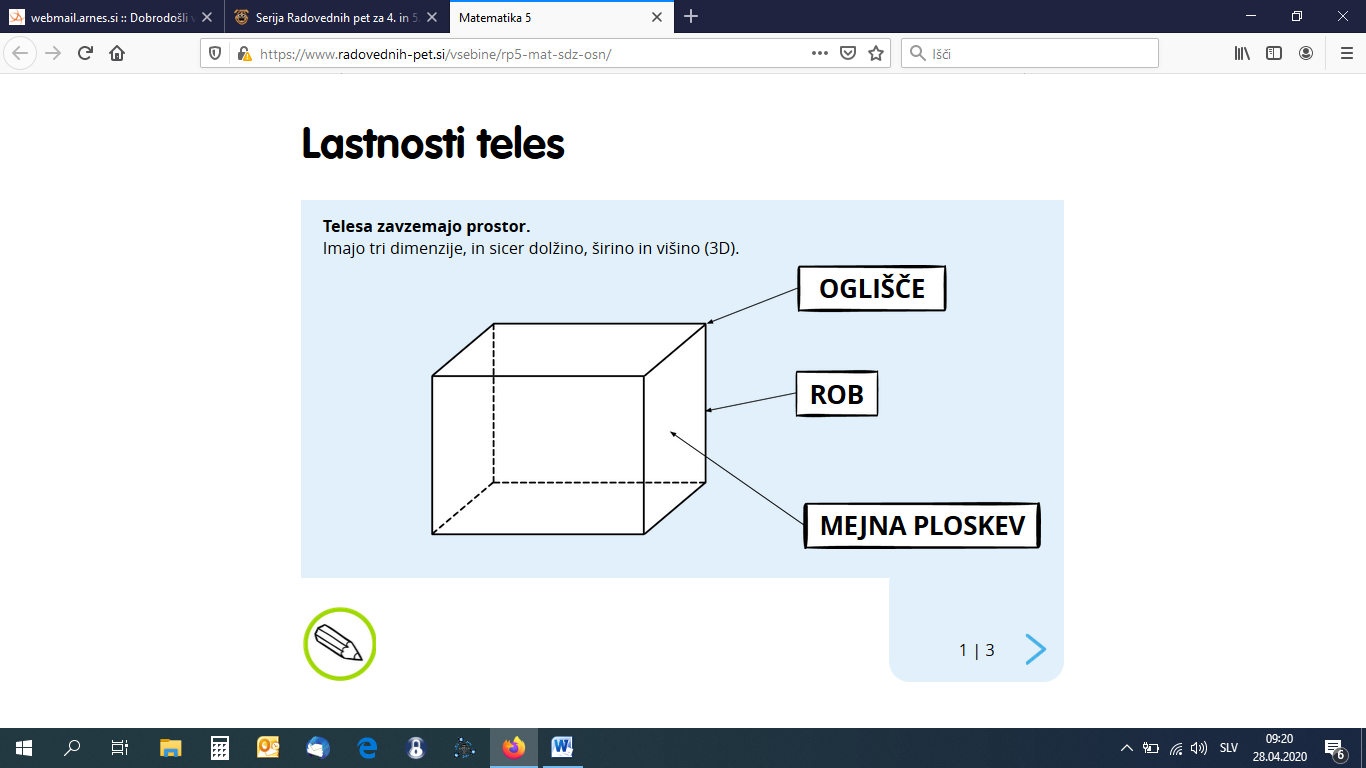 webmail.arnes.si :: Dobrodošli v
Serija Radovednih pet za 4. in 5.
Matematika 5
https://www.radovednih-pet.si/vsebine/rp5-mat-sdz-osn/
Išči
Lastnosti teles
Telesa zavzemajo prostor.
Imajo tri dimenzije, in sicer dolžino, širino in višino (3D).
OGLIŠČE
ROB
MEJNA PLOSKEV
1 | 3
SLV
09:20
28.04.2020
6